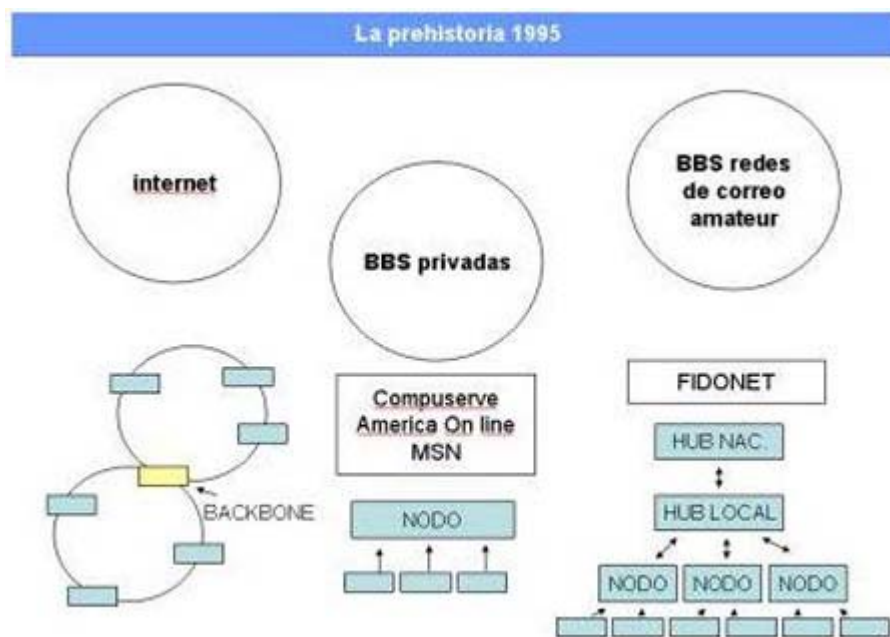 La prehistoria 1995
internet
BBS privadas
BBS redes
de correo
amateur
BACKBONE
Compuserve
America On line
MSN
NODO
FIDONET
HUB NAC.
HUB LOCAL
NODO
NODO
NODO